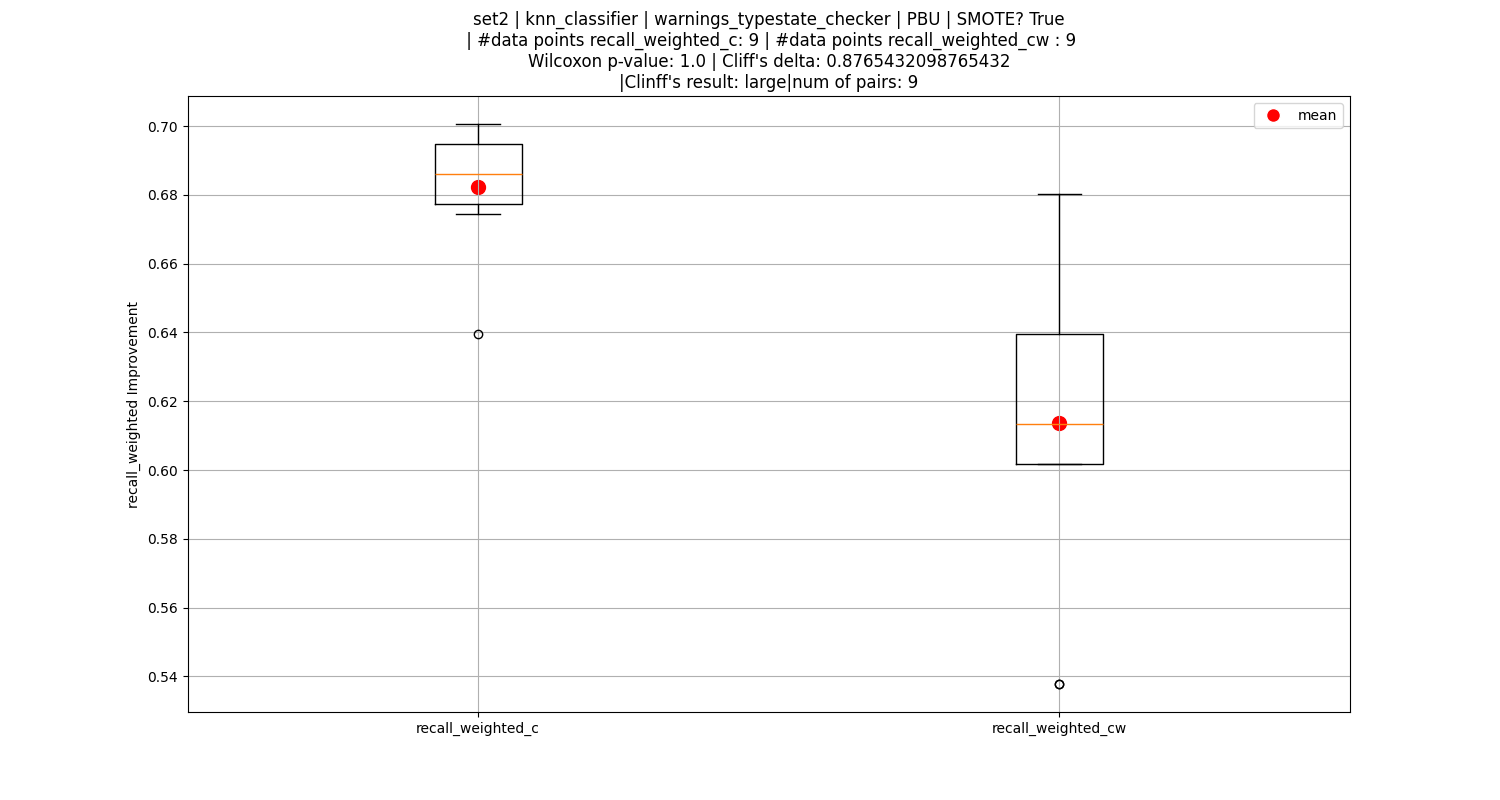 set2 | knn_classifier | warnings_typestate_checker | PBU | SMOTE? True
| #data points recall_weighted_c: 9 | #data points recall_weighted_cw : 9
Wilcoxon p-value: 1.0 | Cliff's delta: 0.8765432098765432
|Clinff's result: large|num of pairs: 9
mean
0.70
0.68
0.66
0.64
0.62
0.60
0.58
0.56
0.54
recall_weighted Improvement
recall_weighted_c
recall_weighted_cw